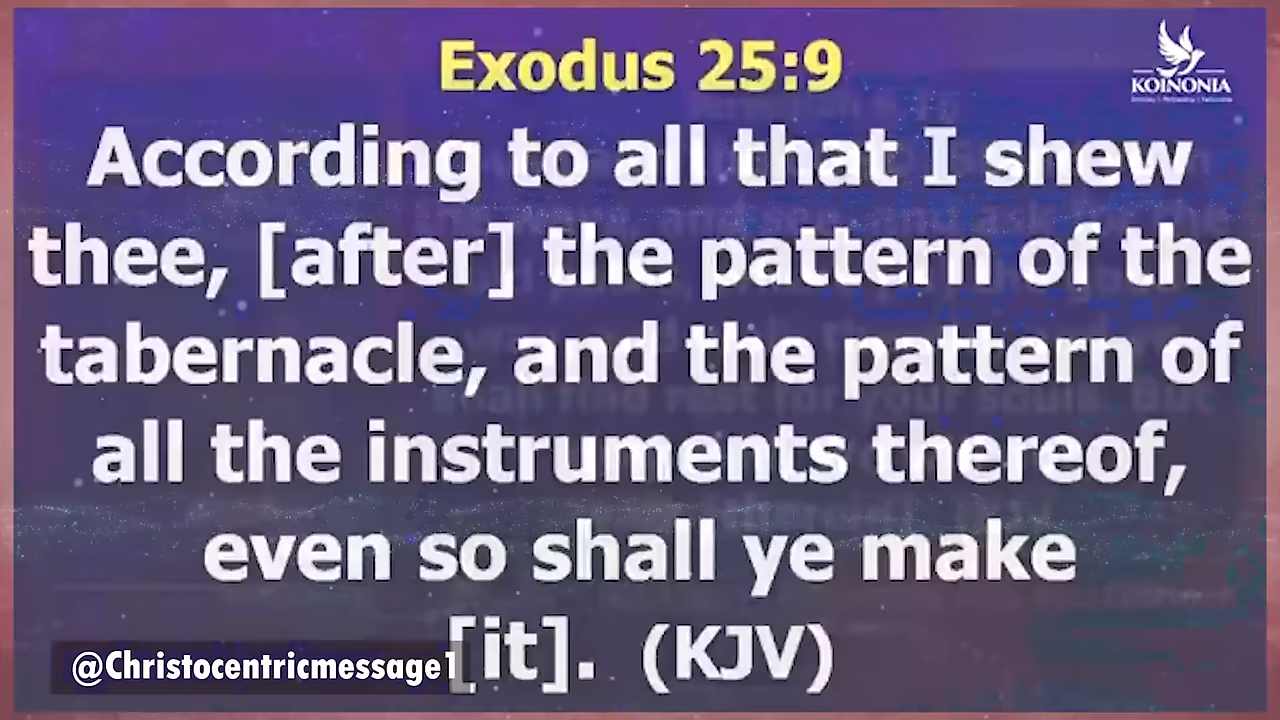 Exodus 25:9
KOINONIA
According to all that I shew
thee, [after] the pattern of the
tabernacle, and the pattern of
all the instruments thereof,
even so shall ye make
[it]. (KJV)
@Christocentricmessage1